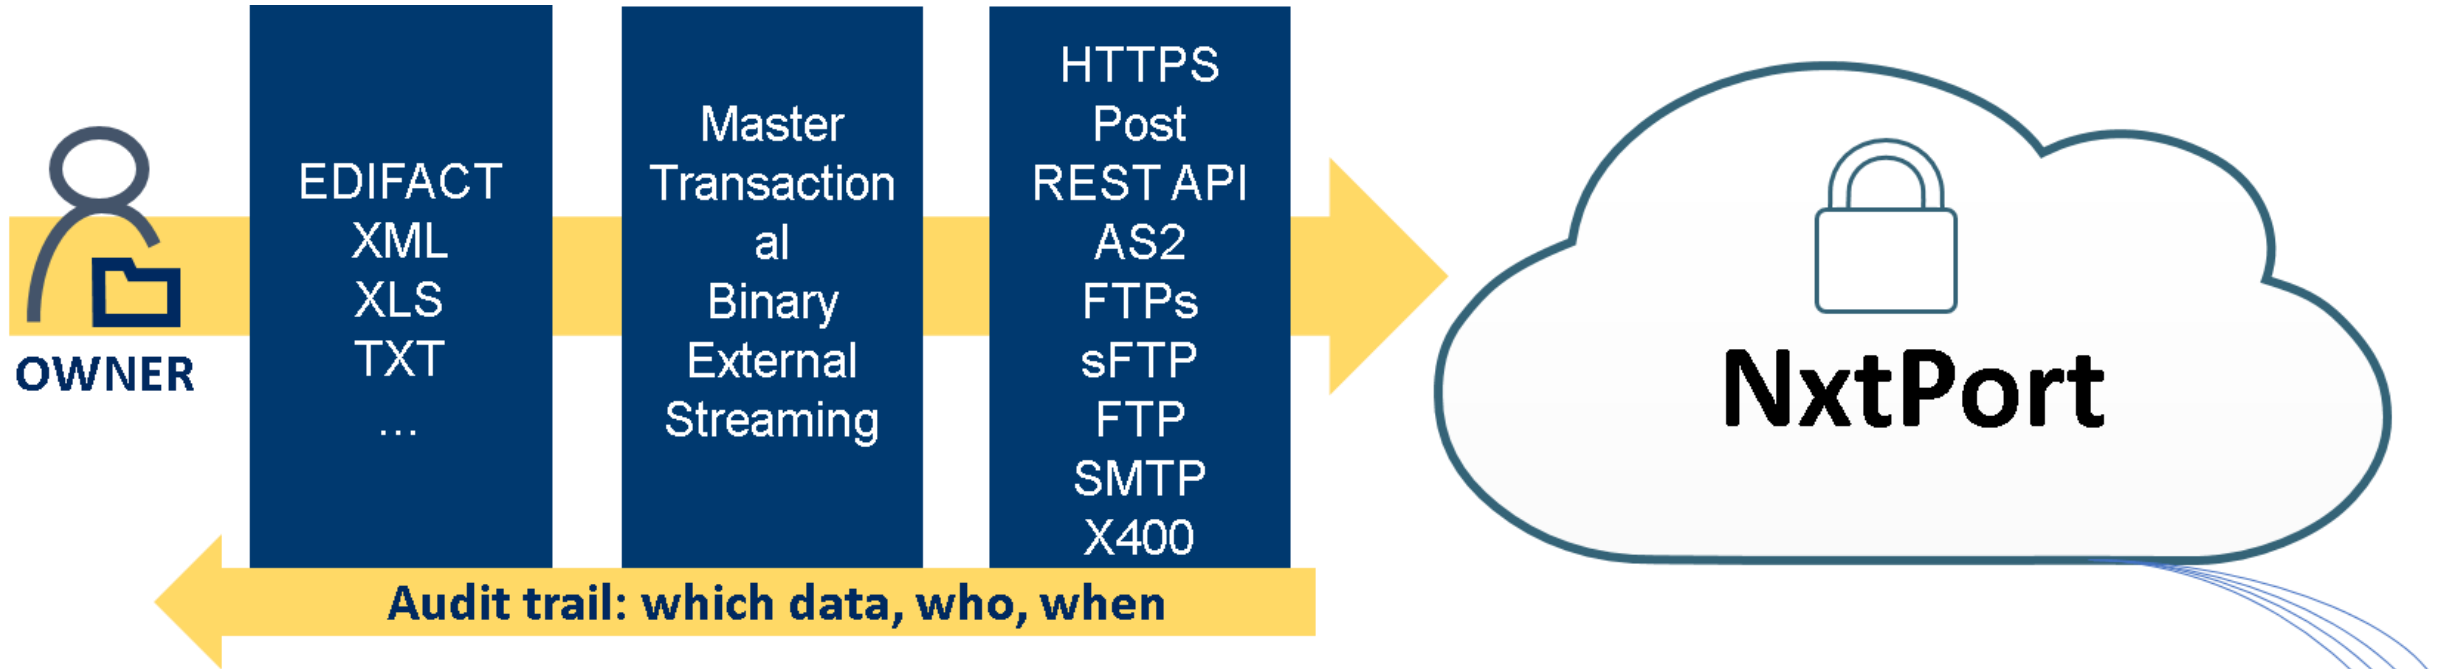 OWNER
EDIFACT
XML
XLS
TXT
...
Master
Transaction
al
Binary
External
Streaming
HTTPS
Post
REST API
AS2
FTPs
sFTP
FTP
SMTP
X400
NxtPort
Audit trail: which data, who, when